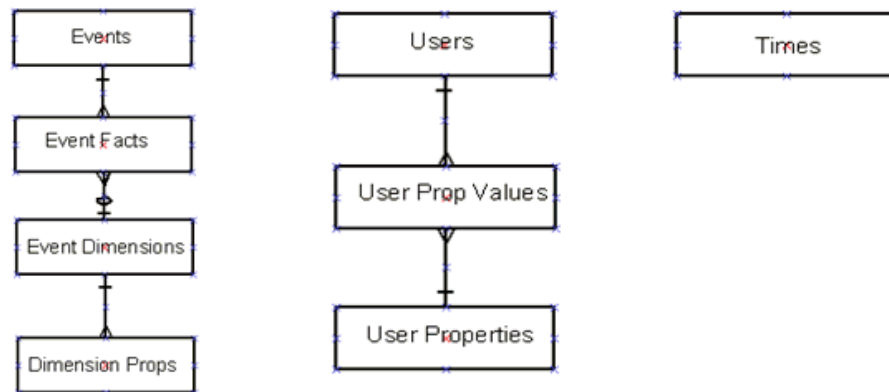 Events
Users
Times
Event Facts
User Prop Values
Event Dimensions
User Properties
Dimension Props